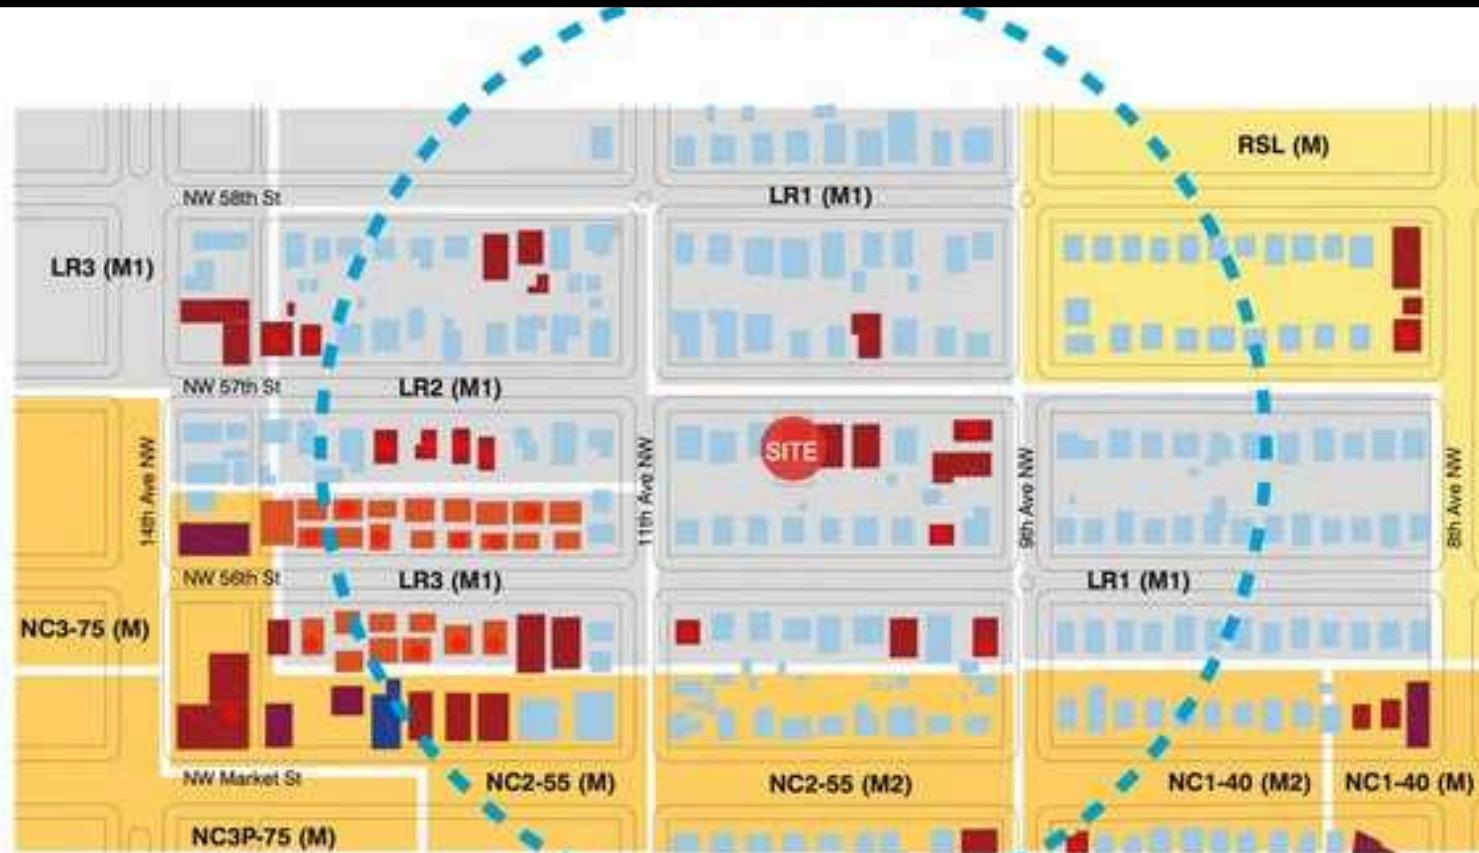 RSL (M)
NW 58th St
LR1 (M1)
LR3 (M1)
NW 57th St
LR2 (M1)
14th Ave NW
11th Ave NW
SITE
9th Ave NW
8th Ave NW
NW 56th St
LR3 (M1)
LR1 (M1)
NC3-75 (M)
NW Market St
NC2-55 (M)
NC2-55 (M2)
NC1-40 (M2)
NC1-40 (M)
NC3P-75 (M)